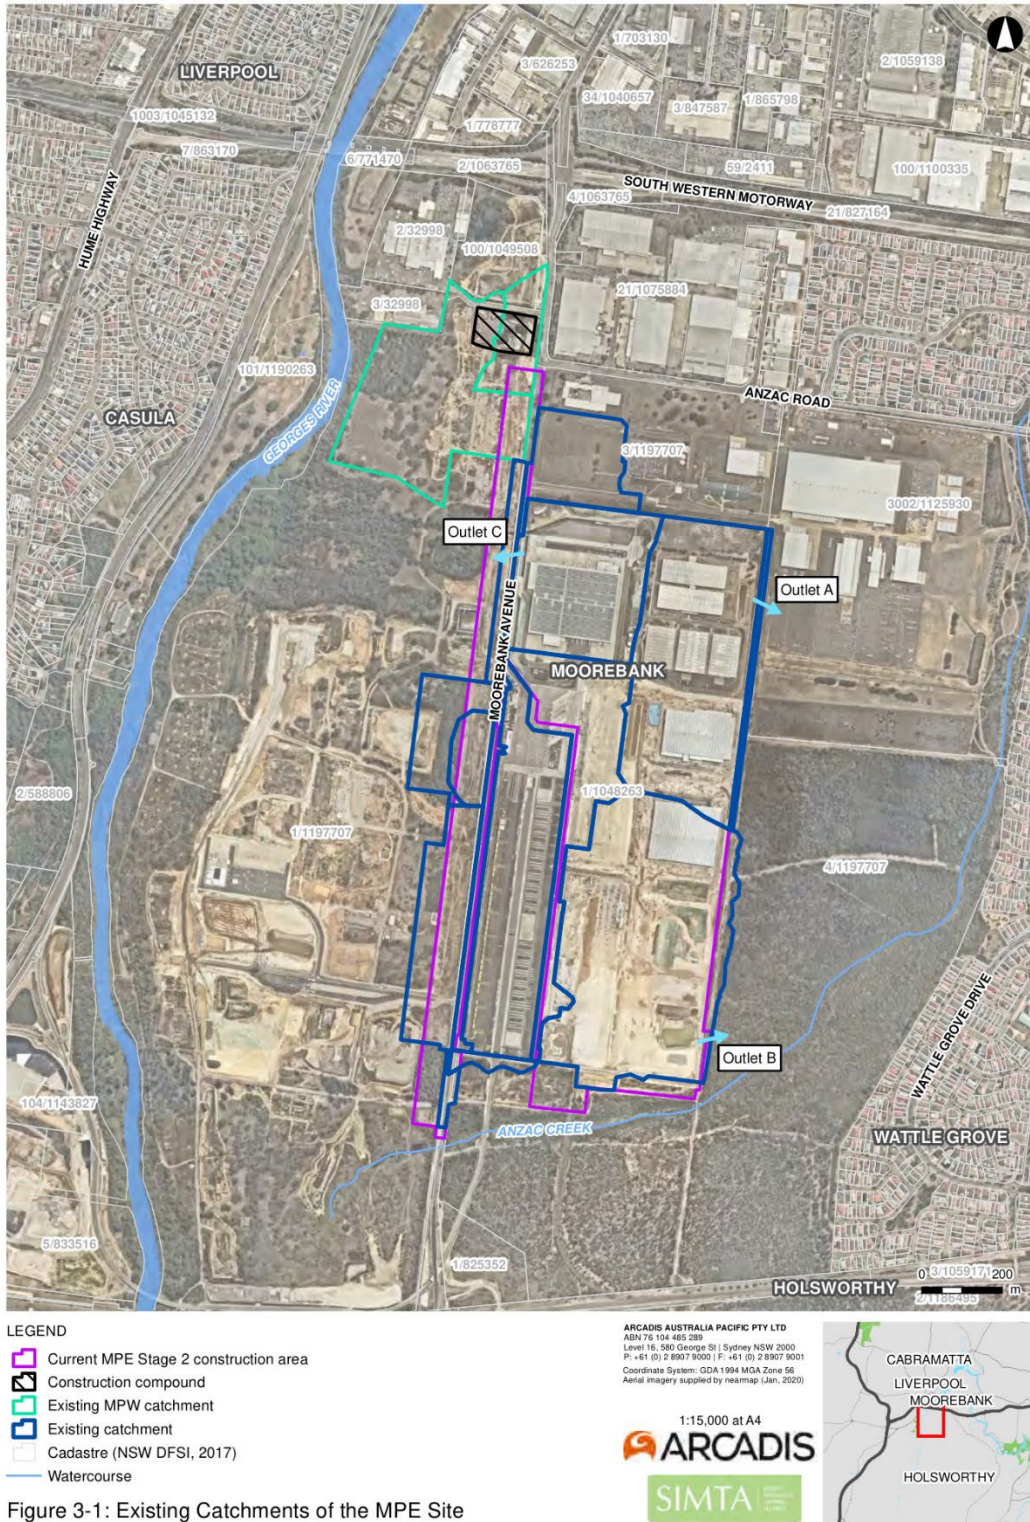 1/703130
3/626253
2/1059138
LIVERPOOL
34/1040657
3/847587
1/865798
1003/1045132
1/778777
7/863170
6/771470
2/1063765
59/2411
100/1100335
SOUTH WESTERN MOTORWAY
4/1063765
21/827164
HUME HIGHWAY
2/32998
100/1049508
21/1075884
3/32998
101/1190263
ANZAC ROAD
CASULA
GEORGES RIVER
3/1197707
3002/1125930
Outlet C
Outlet A
MOOREBANK AVENUE
MOOREBANK
2/588806
1/1048263
1/1197707
4/1197707
WATTLE GROVE DRIVE
Outlet B
104/1143827
ANZAC CREEK
WATTLE GROVE
5/833516
1/825352
HOLSWORTHY
3/1059171
0 200
m
2/1186495
LEGEND
Current MPE Stage 2 construction area
Construction compound
Existing MPW catchment
Existing catchment
Cadastre (NSW DFSI, 2017)
Watercourse
Figure 3-1: Existing Catchments of the MPE Site
ARCADIS AUSTRALIA PACIFIC PTY LTD
ABN 76 104 485 289
Level 16, 580 George St | Sydney NSW 2000
P: +61 (0) 2 8907 9000 | F: +61 (0) 2 8907 9001
Coordinate System: GDA 1994 MGA Zone 56
Aerial imagery supplied by nearmap (Jan, 2020)
1:15,000 at A4
ARCADIS
SIMTA
CABRAMATTA
LIVERPOOL
MOOREBANK
HOLSWORTHY